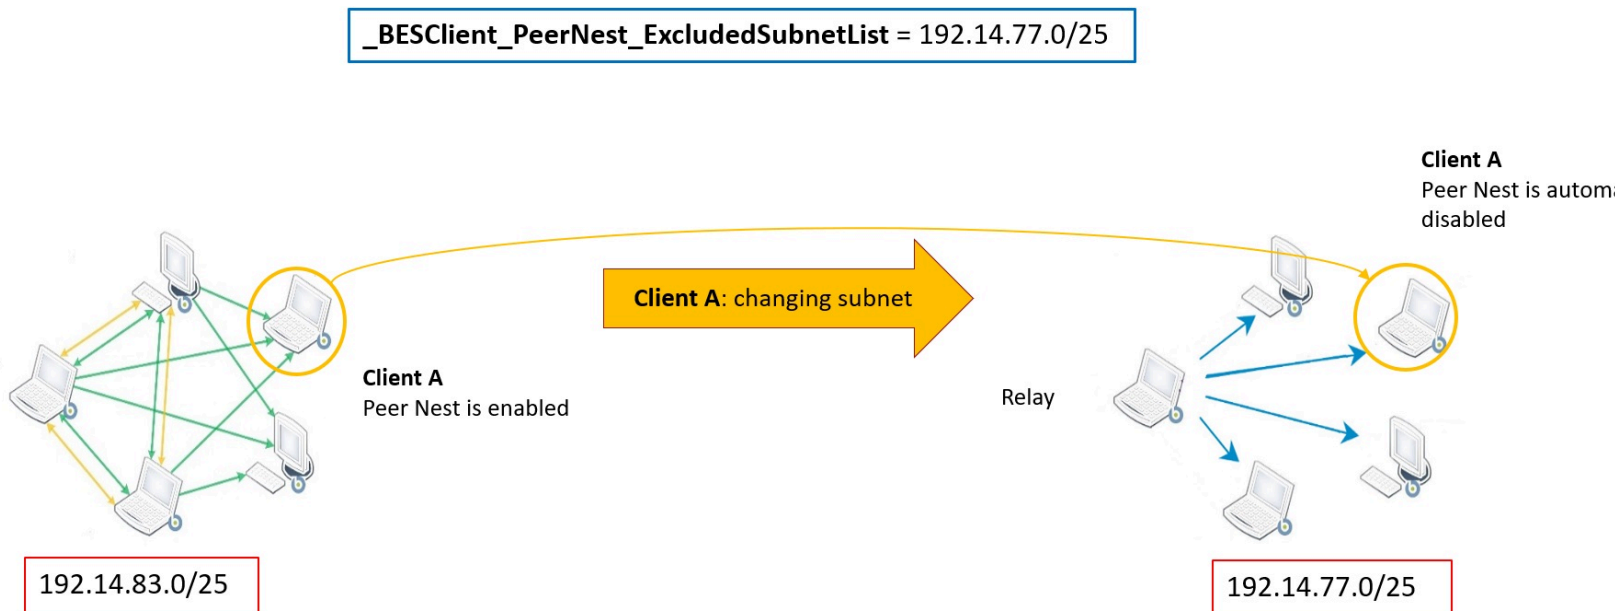 _BESClient_PeerNest_ExcludedSubnetList = 192.14.77.0/25
Client A
Peer Nest is
disabled
Client A: changing subnet
Client A
Peer Nest is enabled
Relay
192.14.83.0/25
192.14.77.0/25